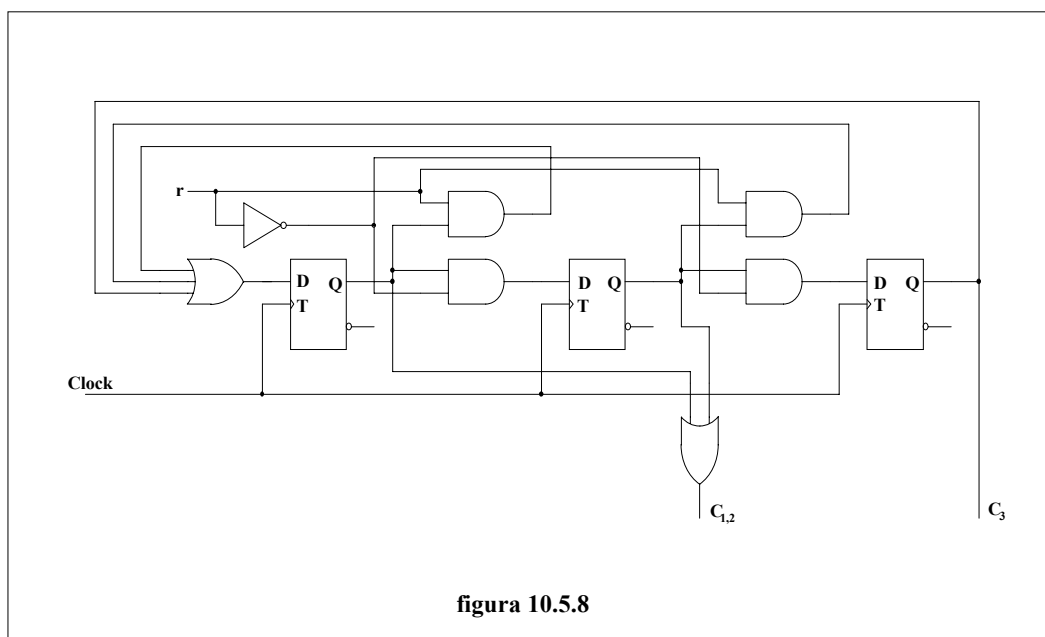 r
D Q D Q D Q
T T T
Clock
C1,2 C3
figura 10.5.8